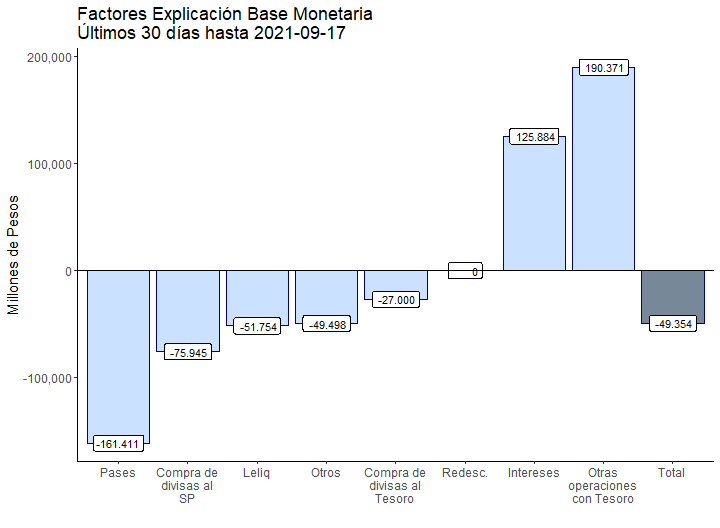 Factores Explicación Base Monetaria
Últimos 30 días hasta 2021-09-17
Millones de Pesos
200,000
100,000
0
-100,000
-161.411
-75.945
-51.754
-49.498
-27.000
0
125.884
190.371
-49.354
Pases
Compra de
divisas al
SP
Leliq
Otros
Compra de
divisas al
Tesoro
Redesc.
Intereses
Otras
operaciones
con Tesoro
Total